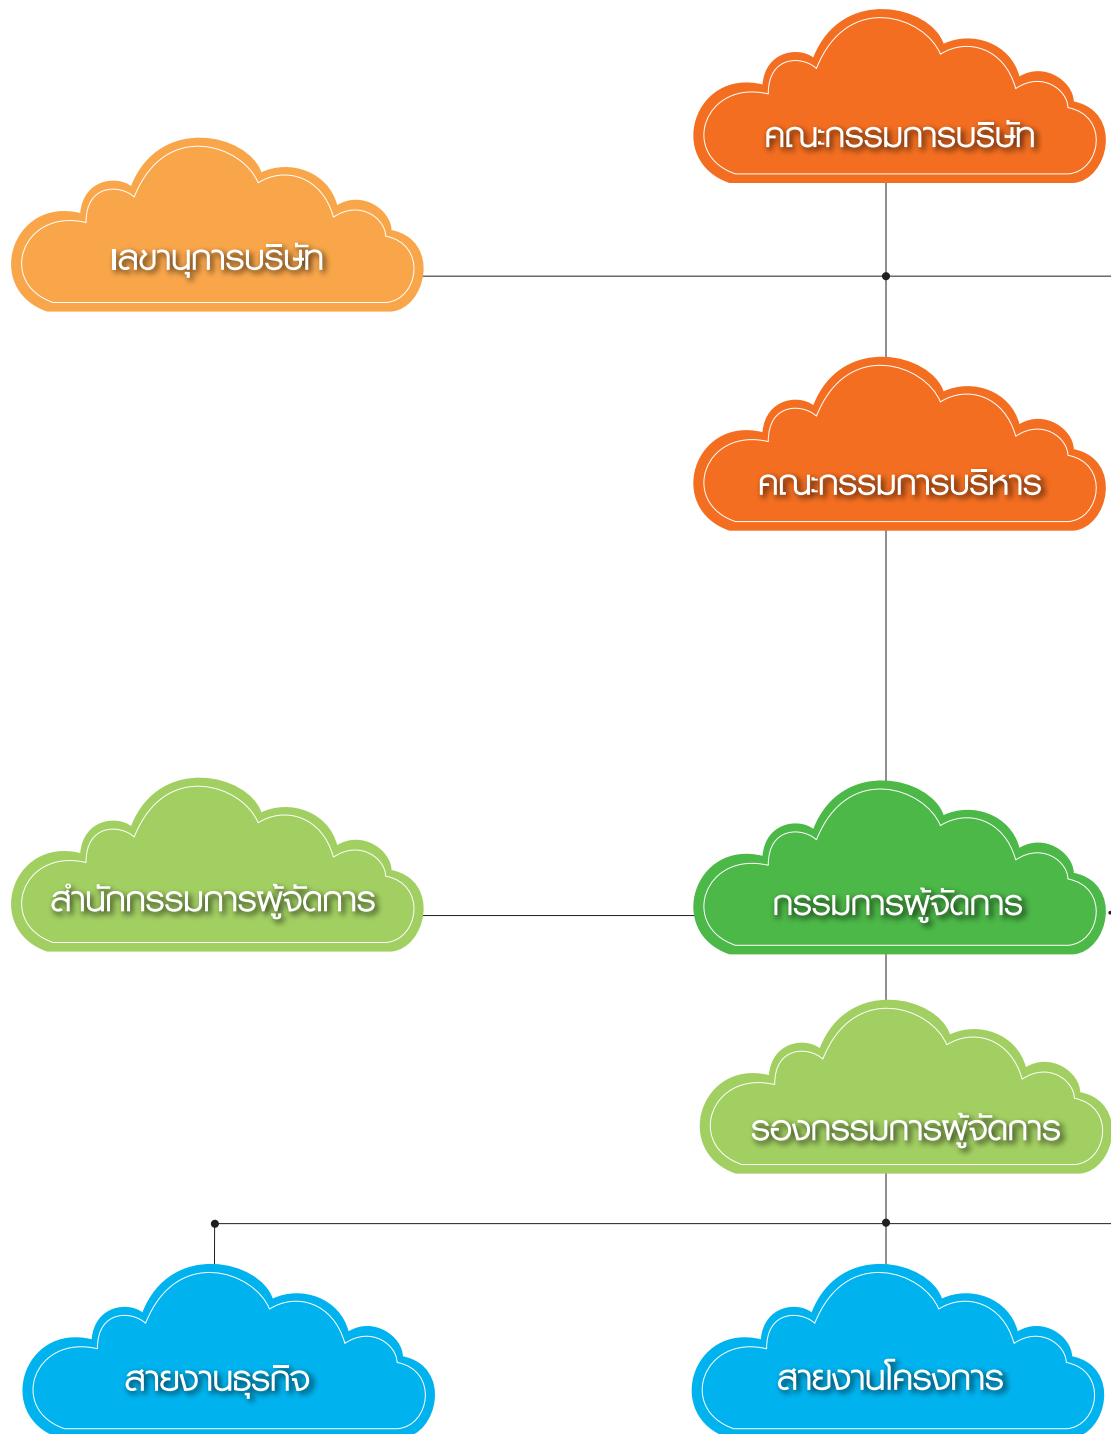 คณะกรรมการบริษัท
เลขานุการบริษัท
คณะกรรมการบริหาร
สำนักกรรมการผู้จัดการ
กรรมการผู้จัดการ
รองกรรมการผู้จัดการ
สายงานธุรกิจ
สายงานโครงการ